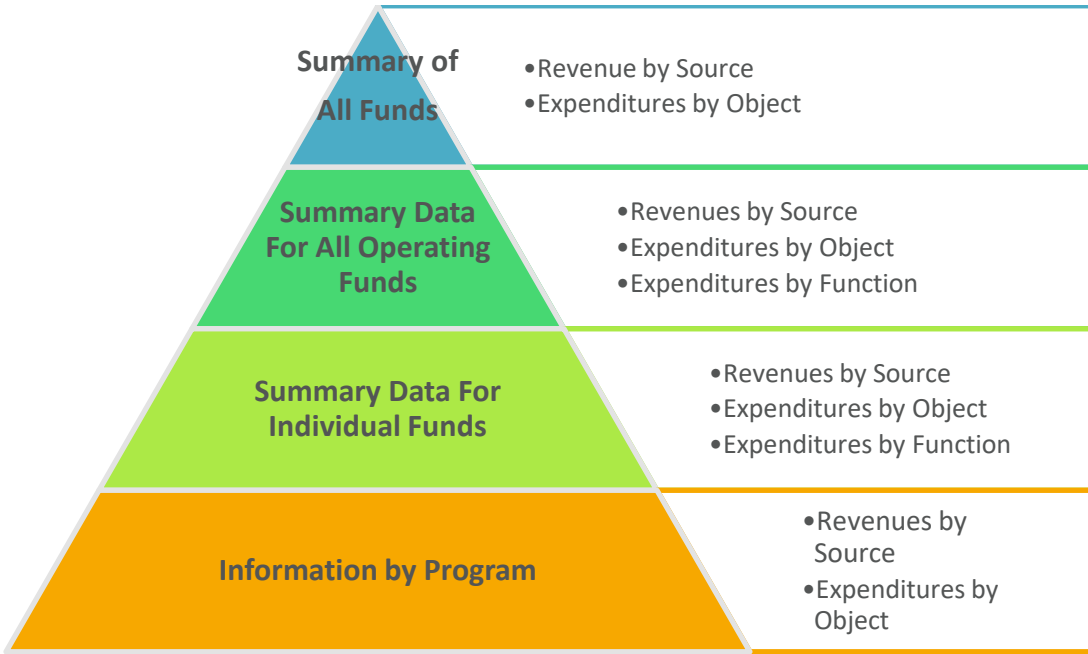 Summary of
All Funds
•Revenue by Source
•Expenditures by Object
Summary Data
For All Operating
Funds
•Revenues by Source
•Expenditures by Object
•Expenditures by Function
Summary Data For
Individual Funds
•Revenues by Source
•Expenditures by Object
•Expenditures by Function
Information by Program
•Revenues by
Source
•Expenditures by
Object